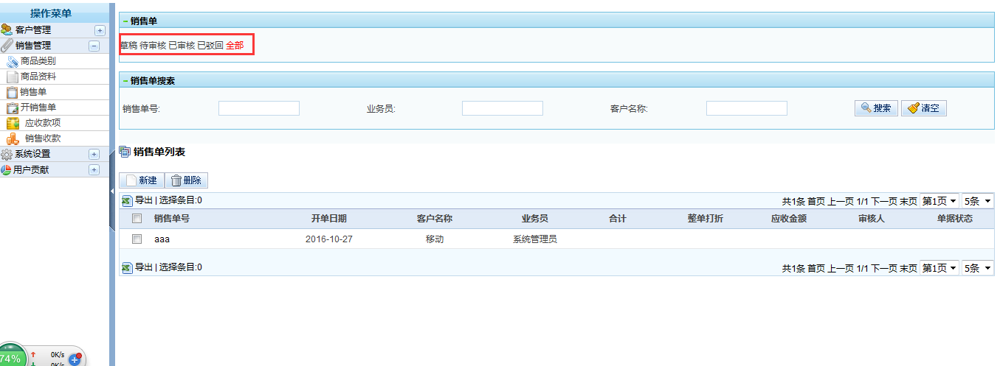 操作菜单
客户管理
销售管理
商品类别
商品资料
销售单
开销售单
应收款项
销售收款
系统设置
用户贡献
74%
0K/s
0K/s
销售单
草稿 待审核 已审核 已驳回 全部
销售单搜索
销售单号: 业务员: 客户名称: 搜索 清空
销售单列表
新建 删除
导出 | 选择条目:0 共1条 首页 上一页 1/1 下一页 末页 第1页 5条
销售单号 开单日期 客户名称 业务员 合计 整单打折 应收金额 审核人 单据状态
aaa 2016-10-27 移动 系统管理员
导出 | 选择条目:0 共1条 首页 上一页 1/1 下一页 末页 第1页 5条